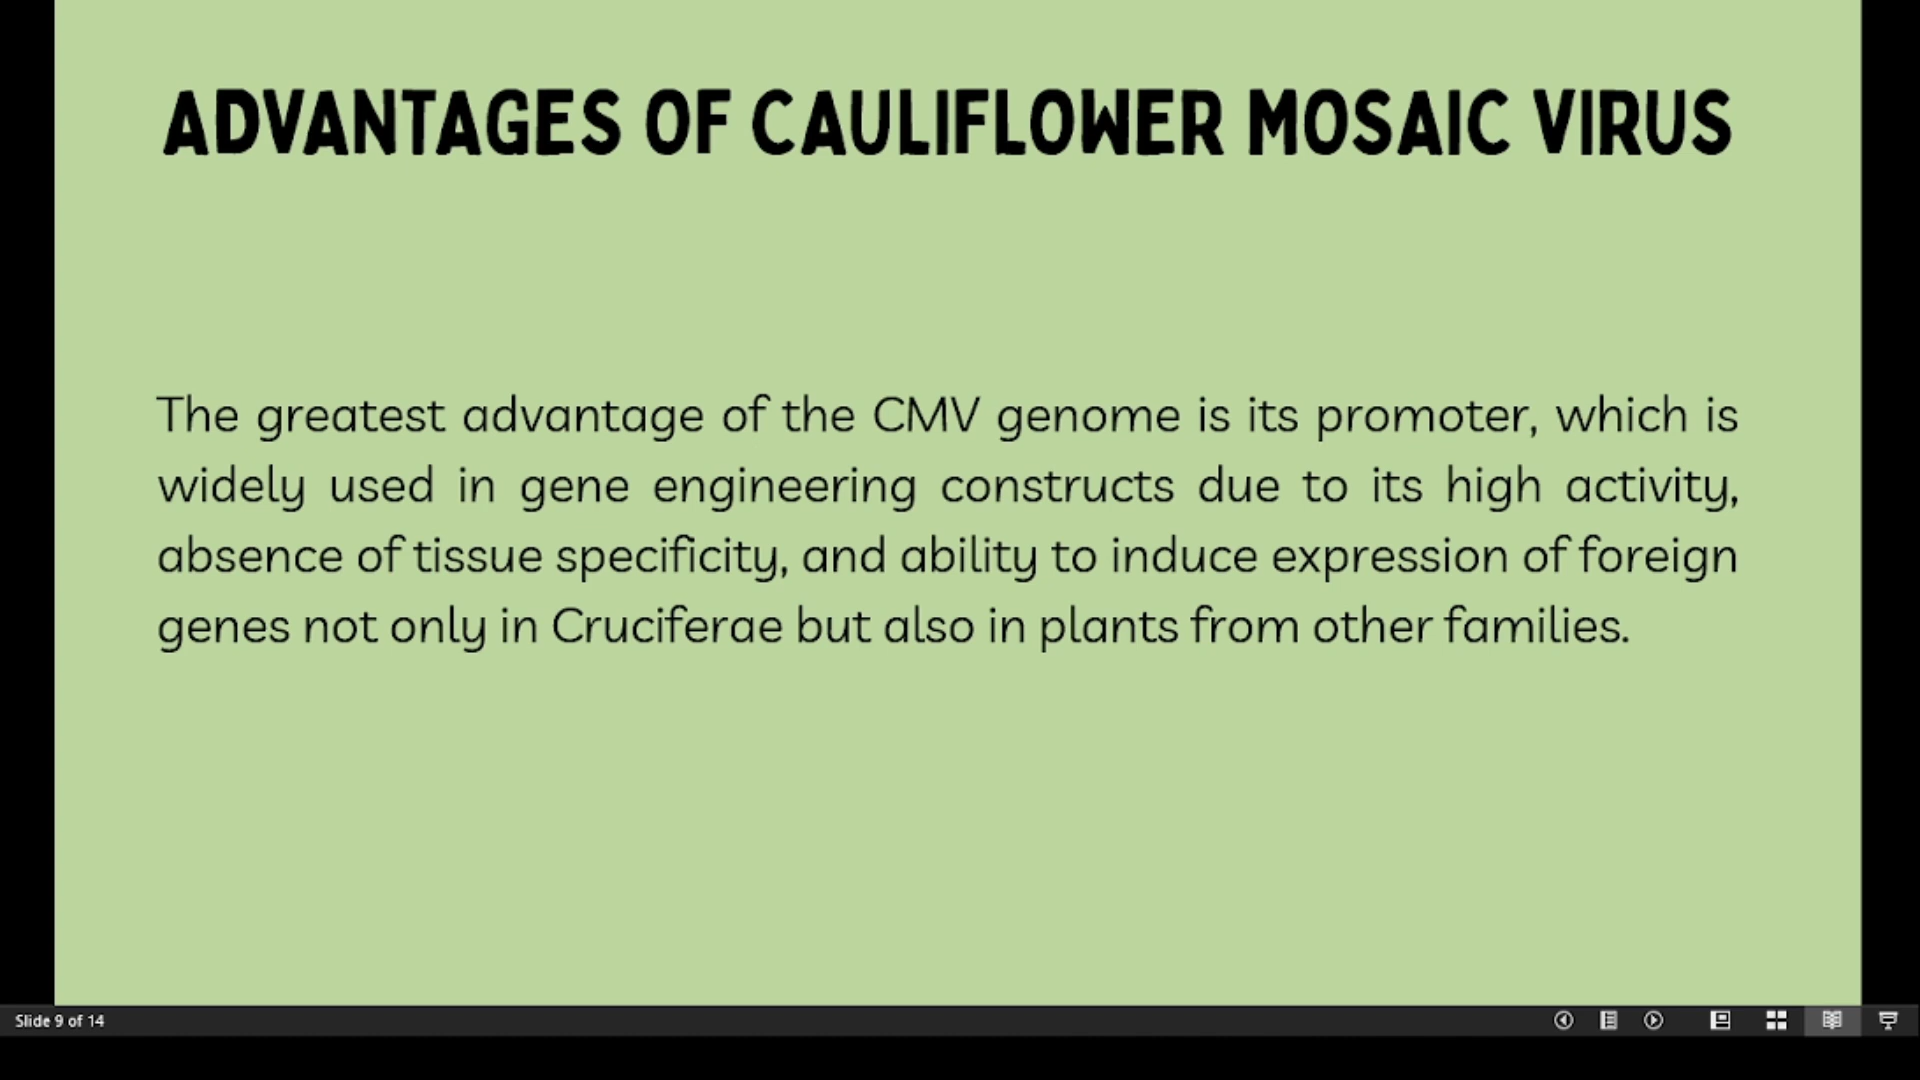 ADVANTAGES OF CAULIFLOWER MOSAIC VIRUS
The greatest advantage of the CMV genome is its promoter, which is
widely used in gene engineering constructs due to its high activity,
absence of tissue specificity, and ability to induce expression of foreign
genes not only in Cruciferae but also in plants from other families.
Slide 9 of 14